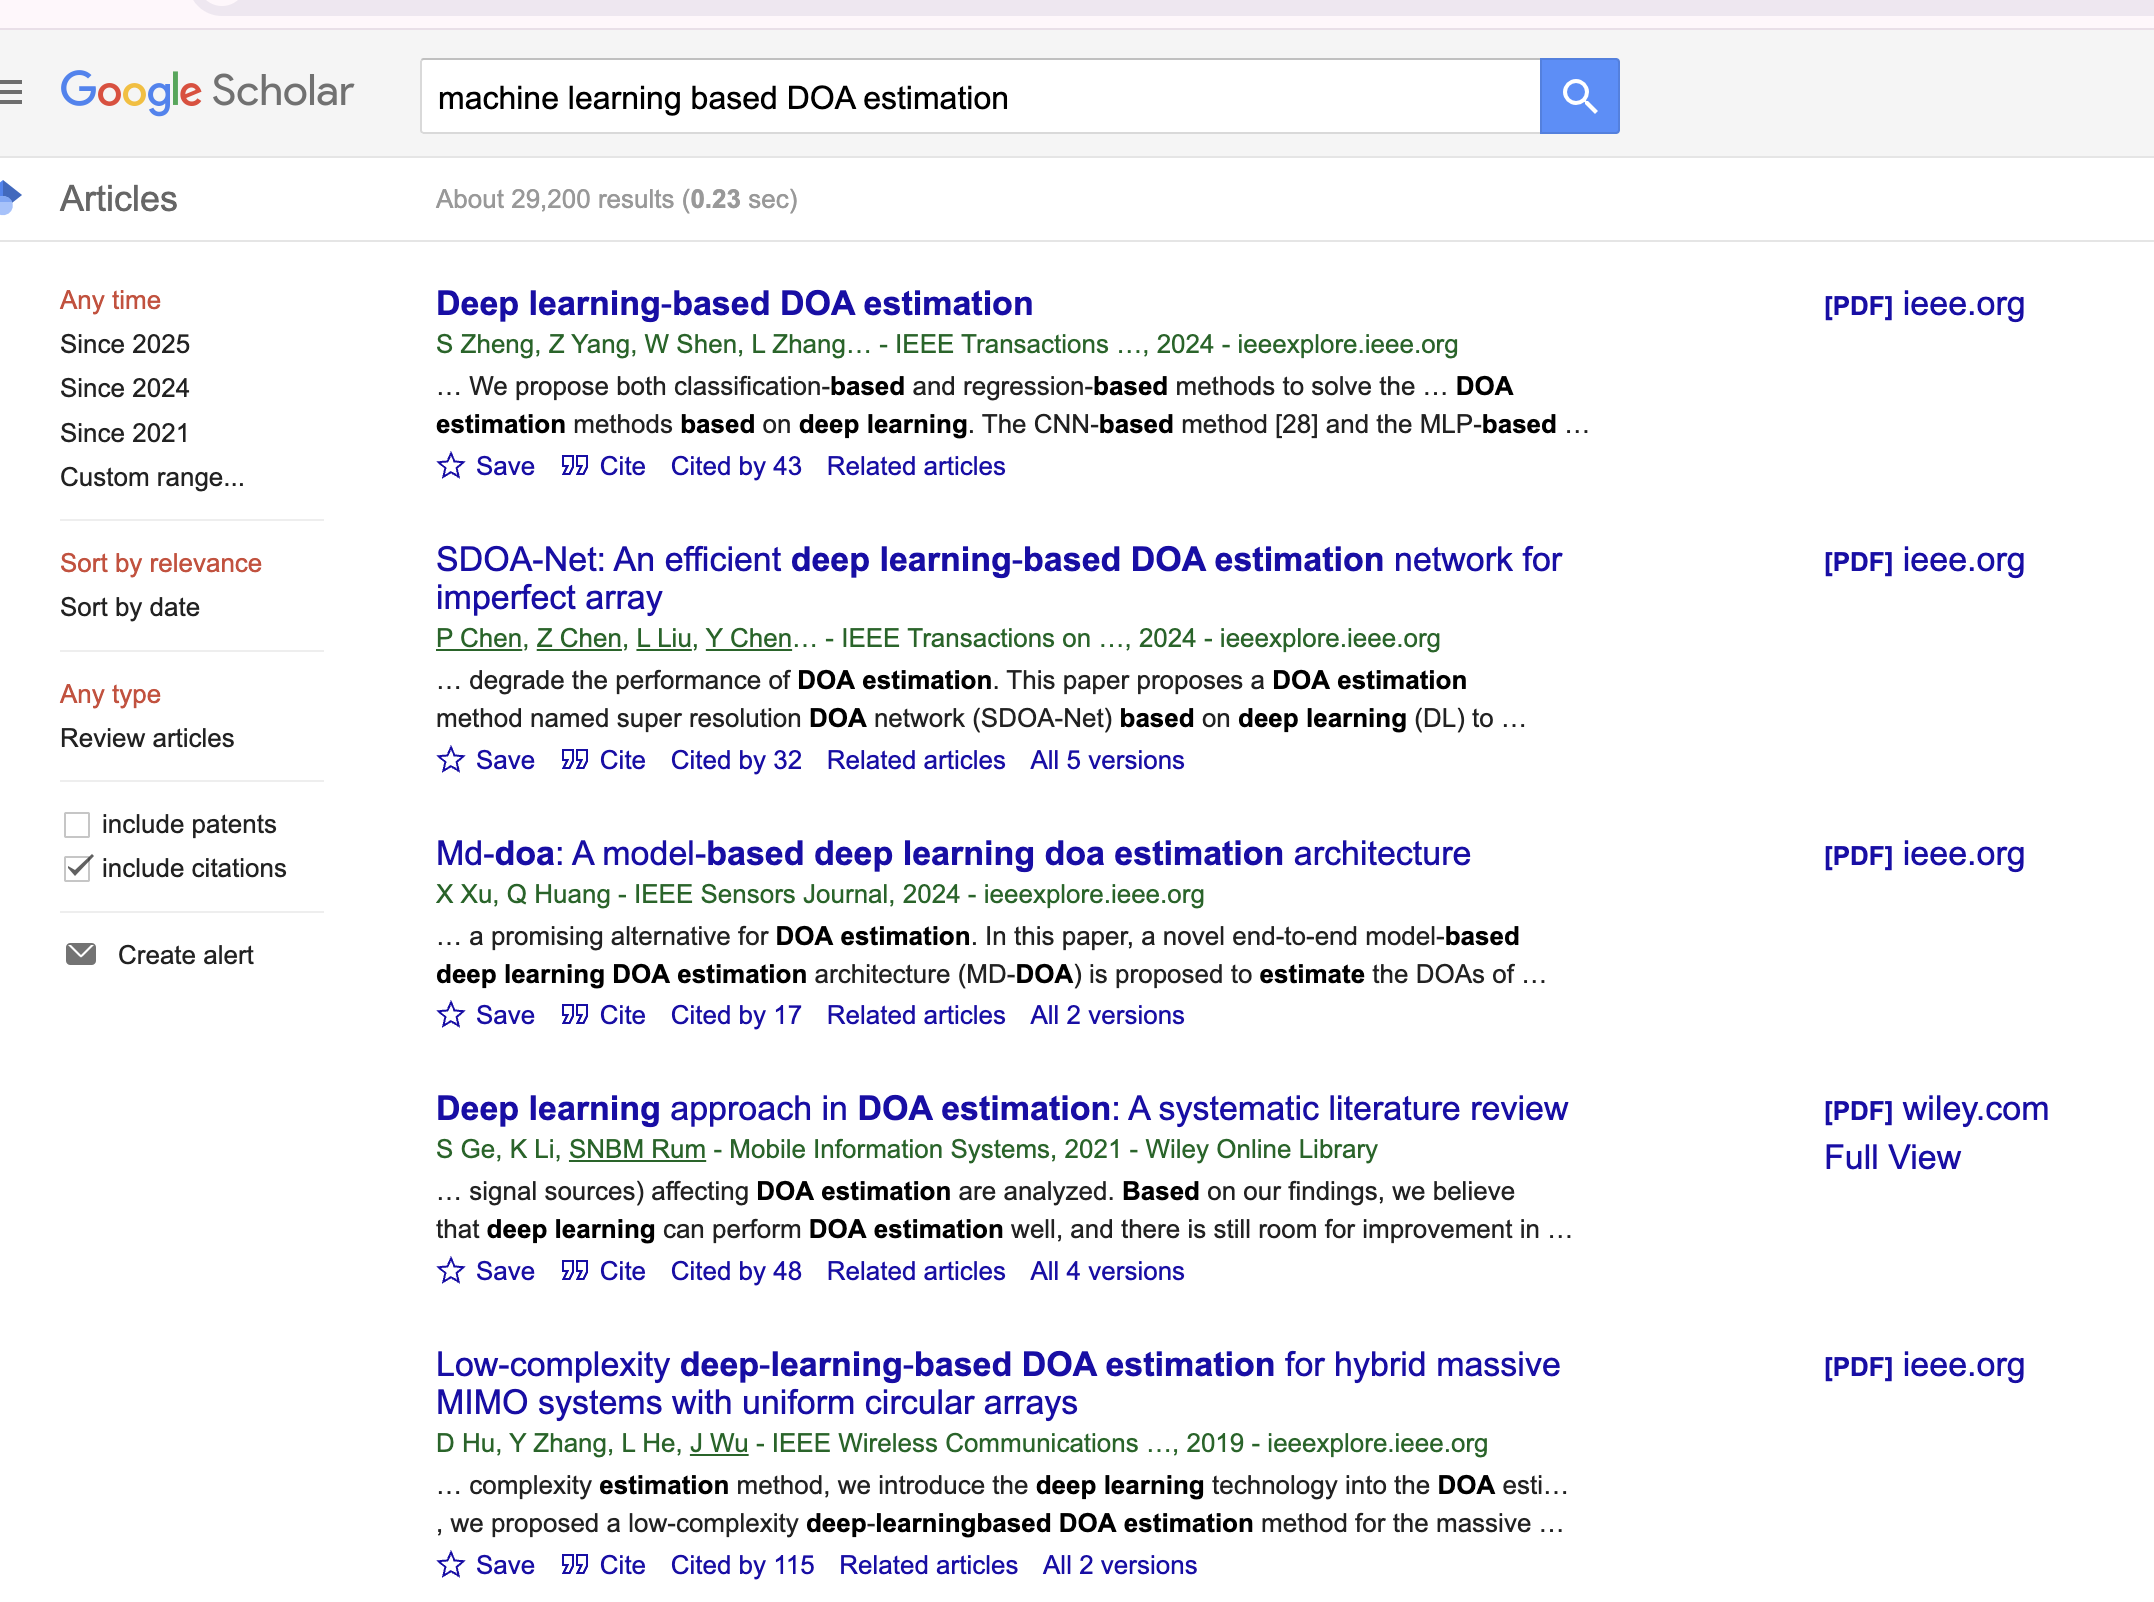 Google Scholar
machine learning based DOA estimation
Articles
About 29,200 results (0.23 sec)
Any time
Since 2025
Since 2024
Since 2021
Custom range...
Sort by relevance
Sort by date
Any type
Review articles
include patents
include citations
Create alert
Deep learning-based DOA estimation
[PDF] ieee.org
S Zheng, Z Yang, W Shen, L Zhang… - IEEE Transactions …, 2024 - ieeexplore.ieee.org
… We propose both classification-based and regression-based methods to solve the … DOA
estimation methods based on deep learning. The CNN-based method [28] and the MLP-based …
Save Cite Cited by 43 Related articles
SDOA-Net: An efficient deep learning-based DOA estimation network for
[PDF] ieee.org
imperfect array
P Chen, Z Chen, L Liu, Y Chen… - IEEE Transactions on …, 2024 - ieeexplore.ieee.org
… degrade the performance of DOA estimation. This paper proposes a DOA estimation
method named super resolution DOA network (SDOA-Net) based on deep learning (DL) to …
Save Cite Cited by 32 Related articles All 5 versions
Md-doa: A model-based deep learning doa estimation architecture
[PDF] ieee.org
X Xu, Q Huang - IEEE Sensors Journal, 2024 - ieeexplore.ieee.org
… a promising alternative for DOA estimation. In this paper, a novel end-to-end model-based
deep learning DOA estimation architecture (MD-DOA) is proposed to estimate the DOAs of …
Save Cite Cited by 17 Related articles All 2 versions
Deep learning approach in DOA estimation: A systematic literature review
[PDF] wiley.com
S Ge, K Li, SNBM Rum - Mobile Information Systems, 2021 - Wiley Online Library
Full View
… signal sources) affecting DOA estimation are analyzed. Based on our findings, we believe
that deep learning can perform DOA estimation well, and there is still room for improvement in …
Save Cite Cited by 48 Related articles All 4 versions
Low-complexity deep-learning-based DOA estimation for hybrid massive
[PDF] ieee.org
MIMO systems with uniform circular arrays
D Hu, Y Zhang, L He, J Wu - IEEE Wireless Communications …, 2019 - ieeexplore.ieee.org
… complexity estimation method, we introduce the deep learning technology into the DOA esti…
, we proposed a low-complexity deep-learningbased DOA estimation method for the massive …
Save Cite Cited by 115 Related articles All 2 versions